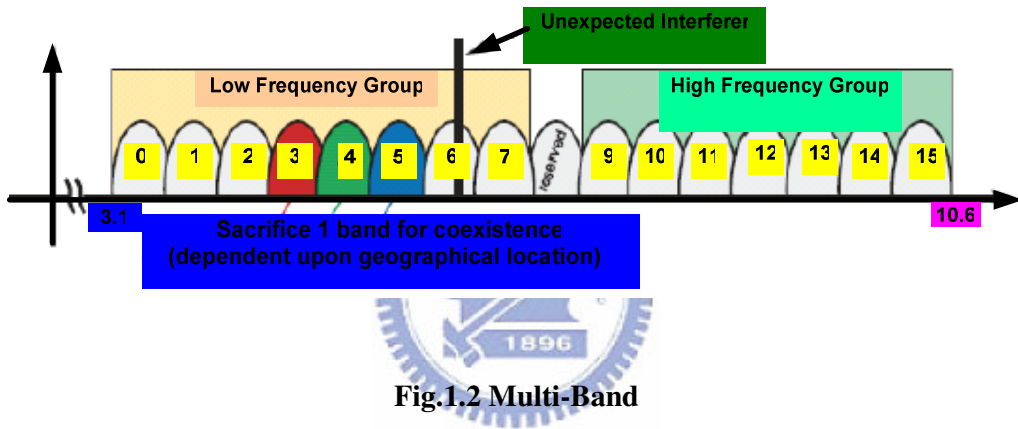 Unexpected Interferer
Low Frequency Group
High Frequency Group
0 1 2 3 4 5 6 7 reserved 9 10 11 12 13 14 15
3.1
10.6
Sacrifice 1 band for coexistence
(dependent upon geographical location)
1896
Fig.1.2 Multi-Band